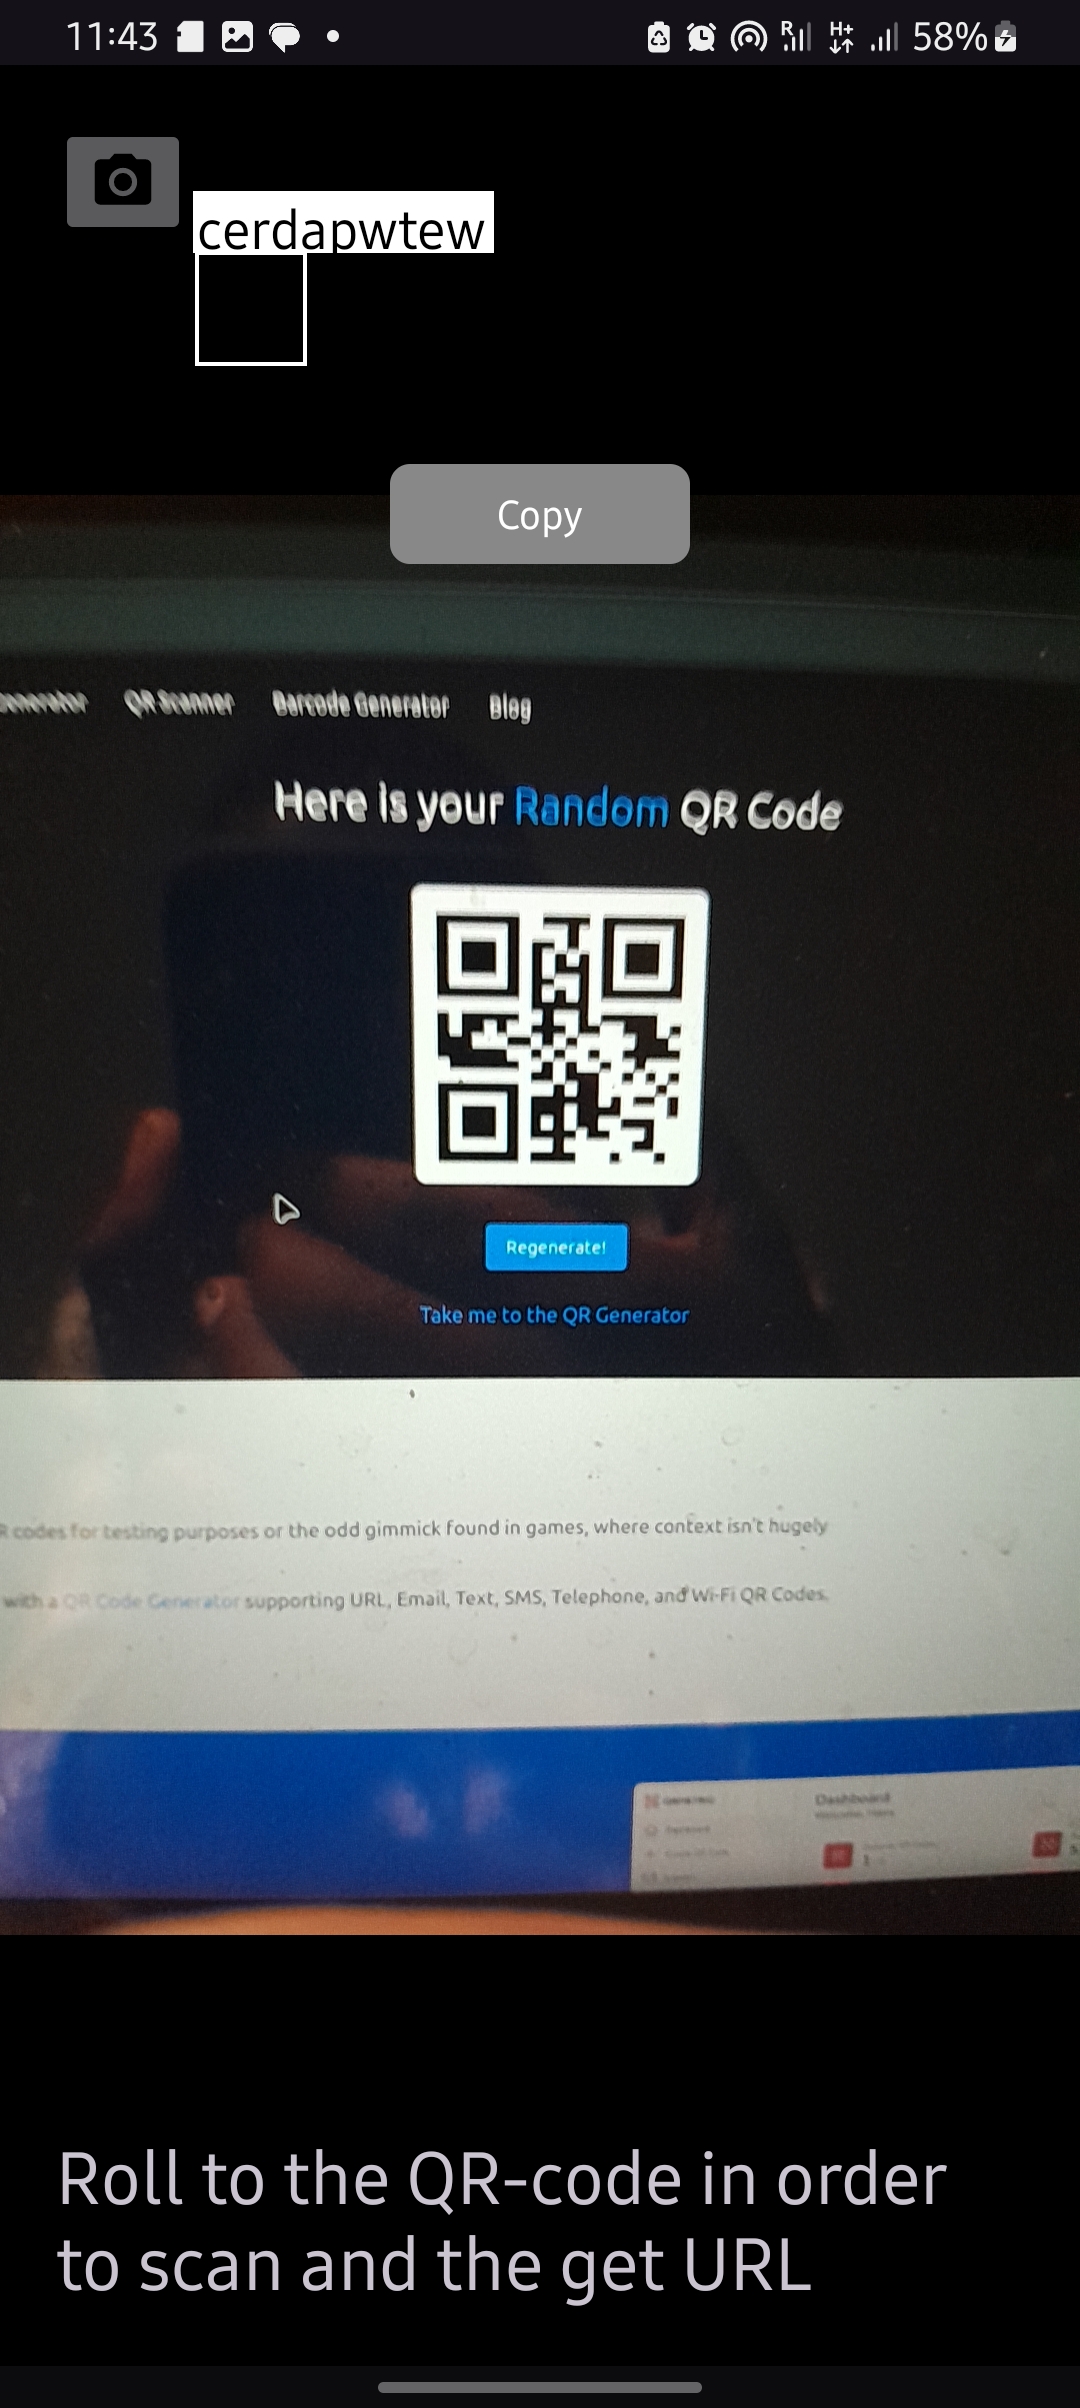 11:43
R
H+
58%
cerdapwtew
Copy
QR Scanner Barcode Generator Blog
Here is your Random QR Code
Regenerate!
Take me to the QR Generator
R codes for testing purposes or the odd gimmick found in games, where context isn't hugely
with a QR Code Generator supporting URL, Email, Text, SMS, Telephone, and Wi-Fi QR Codes.
Dashboard
1
Roll to the QR-code in order
to scan and the get URL